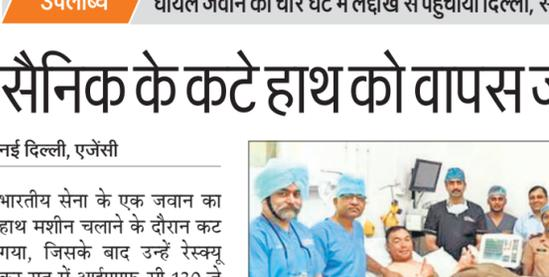 उपलब्धि
घायल जवान को चार घंटे में लद्दाख से पहुंचाया दिल्ली,
सैनिक के कटे हाथ को वापस
नई दिल्ली, एजेंसी
भारतीय सेना के एक जवान का
हाथ मशीन चलाने के दौरान कट
गया, जिसके बाद उन्हें रेस्क्यू